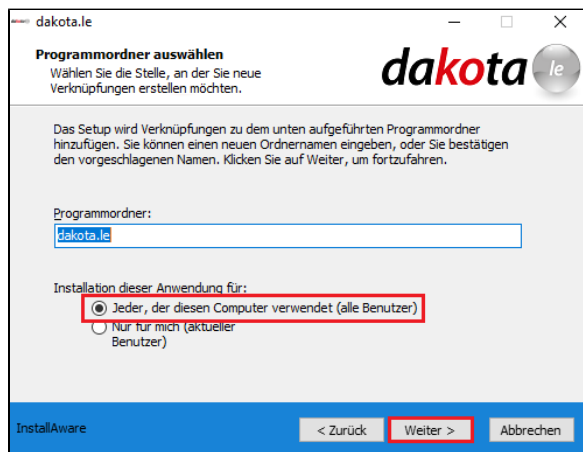 dakota.le
Programmordner auswählen
Wählen Sie die Stelle, an der Sie neue
Verknüpfungen erstellen möchten.
dakota le
Das Setup wird Verknüpfungen zu dem unten aufgeführten Programmordner
hinzufügen. Sie können einen neuen Ordnernamen eingeben, oder Sie bestätigen
den vorgeschlagenen Namen. Klicken Sie auf Weiter, um fortzufahren.
Programmordner:
dakota.le
Installation dieser Anwendung für:
Jeder, der diesen Computer verwendet (alle Benutzer)
Nur für mich (aktueller
Benutzer)
InstallAware
< Zurück
Weiter >
Abbrechen